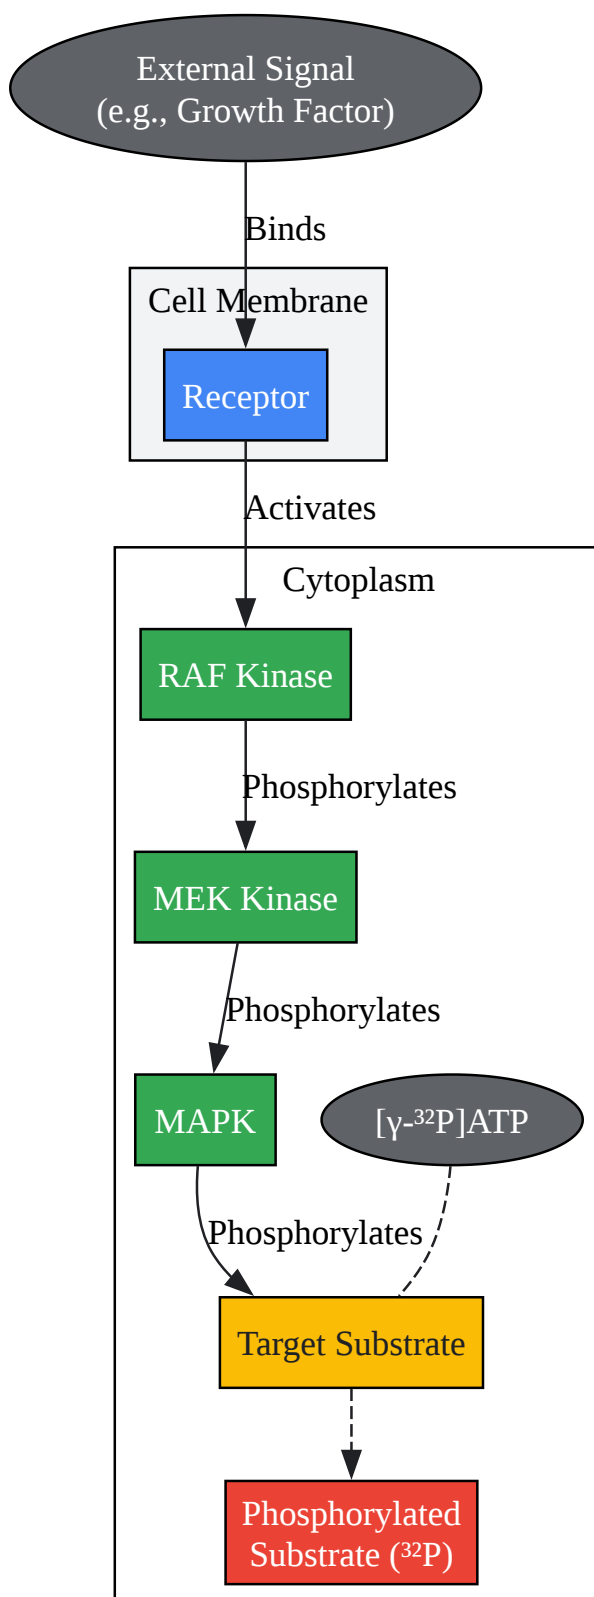 External Signal
(e.g., Growth Factor)
Binds
Cell Membrane
Receptor
Activates
Cytoplasm
RAF Kinase
Phosphorylates
MEK Kinase
Phosphorylates
MAPK
[γ-³²P]ATP
Phosphorylates
Target Substrate
Phosphorylated
Substrate (³²P)